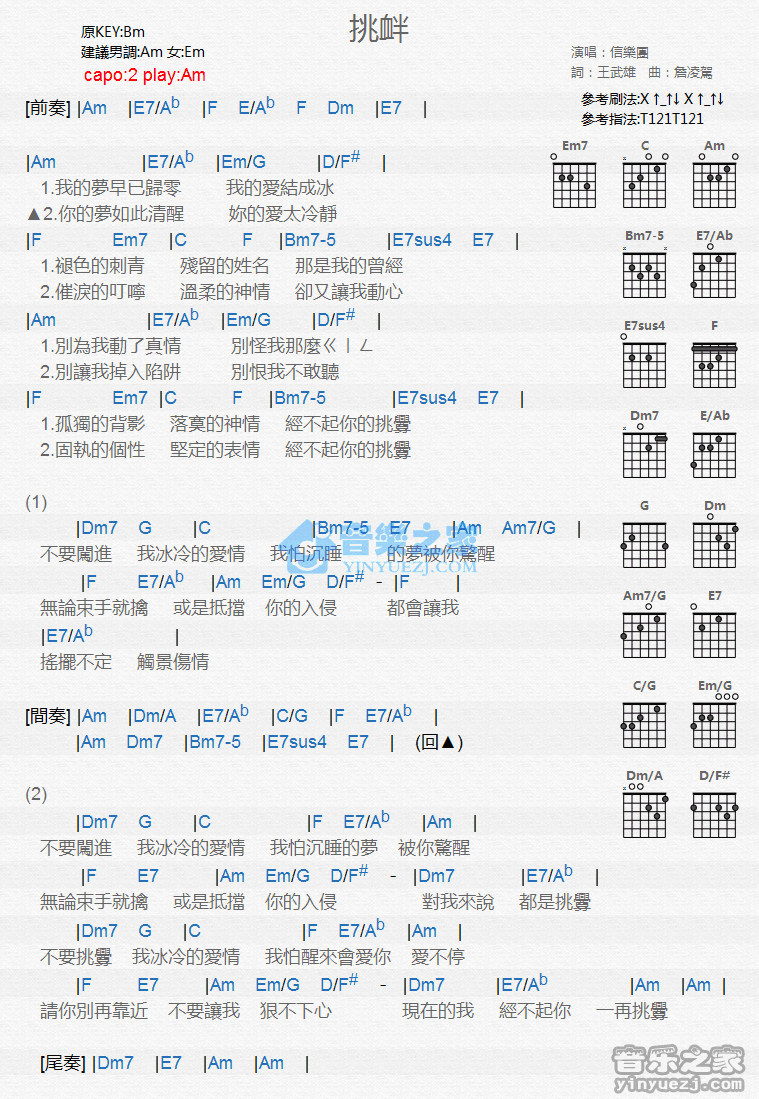 挑衅
原KEY:Bm
建議男調:Am 女:Em
capo:2 play:Am
演唱：信樂團
詞：王武雄 曲：詹凌駕
參考刷法:X↑_↑↓X↑_↑↓
參考指法:T121T121
[前奏] |Am |E7/Ab |F E/Ab F Dm |E7 |
|Am |E7/Ab |Em/G |D/F# |
1.我的夢早已歸零 我的愛結成冰
▲2.你的夢如此清醒 妳的愛太冷靜
|F Em7 |C F |Bm7-5 |E7sus4 E7 |
1.褪色的刺青 殘留的姓名 那是我的曾經
2.催淚的叮嚀 溫柔的神情 卻又讓我動心
|Am |E7/Ab |Em/G |D/F# |
1.別為我動了真情 別怪我那麼ㄍㄧㄥ
2.別讓我掉入陷阱 別恨我不敢聽
|F Em7 |C F |Bm7-5 |E7sus4 E7 |
1.孤獨的背影 落寞的神情 經不起你的挑釁
2.固執的個性 堅定的表情 經不起你的挑釁
(1)
|Dm7 G |C |Bm7-5 E7 |Am Am7/G |
不要闖進 我冰冷的愛情 我怕沉睡 的夢被你驚醒
|F E7/Ab |Am Em/G D/F# - |F |
無論束手就擒 或是抵擋 你的入侵 都會讓我
|E7/Ab |
搖擺不定 觸景傷情
[間奏] |Am |Dm/A |E7/Ab |C/G |F E7/Ab |
|Am Dm7 |Bm7-5 |E7sus4 E7 | (回▲)
(2)
|Dm7 G |C |F E7/Ab |Am |
不要闖進 我冰冷的愛情 我怕沉睡的夢 被你驚醒
|F E7 |Am Em/G D/F# - |Dm7 |E7/Ab |
無論束手就擒 或是抵擋 你的入侵 對我來說 都是挑釁
|Dm7 G |C |F E7/Ab |Am |
不要挑釁 我冰冷的愛情 我怕醒來會愛你 愛不停
|F E7 |Am Em/G D/F# - |Dm7 |E7/Ab |Am |Am |
請你別再靠近 不要讓我 狠不下心 現在的我 經不起你 一再挑釁
[尾奏] |Dm7 |E7 |Am |Am |
Em7 C Am
Bm7-5 E7/Ab
E7sus4 F
Dm7 E/Ab
G Dm
Am7/G E7
C/G Em/G
Dm/A D/F#
音樂之家
YINYUEZJ.COM
音乐之家
yinyuezj.com